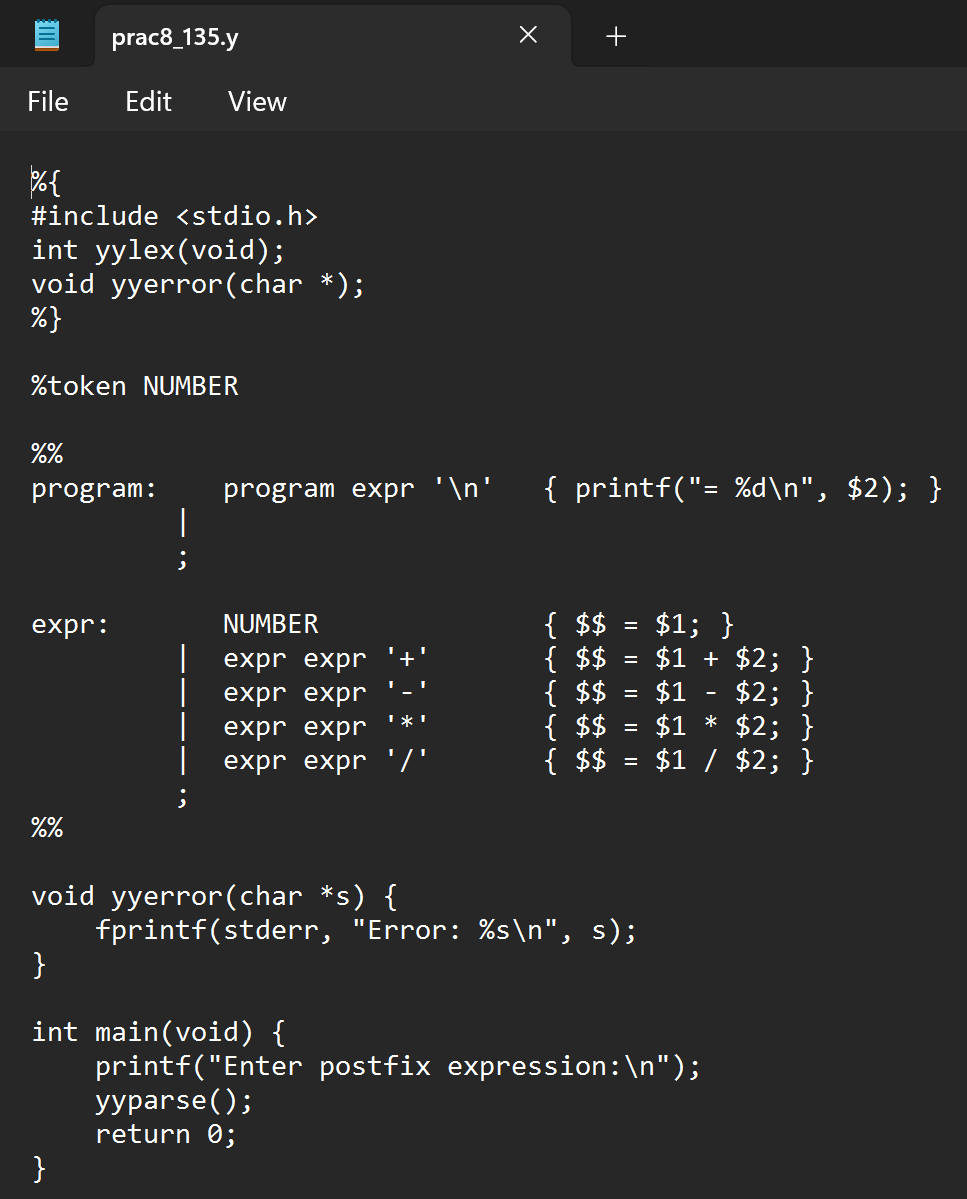 prac8_135.y
File Edit View
%{
#include <stdio.h>
int yylex(void);
void yyerror(char *);
%}
%token NUMBER
%%
program:    program expr '\n'   { printf("= %d\n", $2); }
         |
         ;
expr:       NUMBER              { $$ = $1; }
         |  expr expr '+'       { $$ = $1 + $2; }
         |  expr expr '-'       { $$ = $1 - $2; }
         |  expr expr '*'       { $$ = $1 * $2; }
         |  expr expr '/'       { $$ = $1 / $2; }
         ;
%%
void yyerror(char *s) {
    fprintf(stderr, "Error: %s\n", s);
}
int main(void) {
    printf("Enter postfix expression:\n");
    yyparse();
    return 0;
}